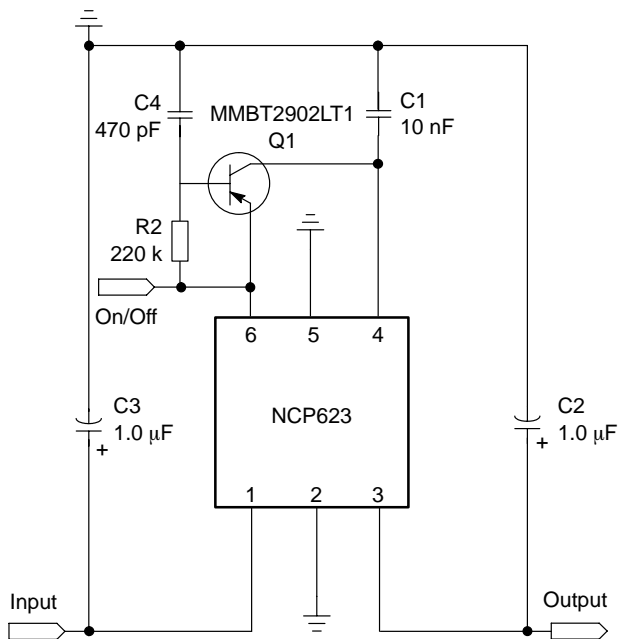 C4
470 pF
MMBT2902LT1
Q1
C1
10 nF
R2
220 k
On/Off
6
5
4
C3
1.0 μF
+
NCP623
C2
1.0 μF
+
1
2
3
Input
Output